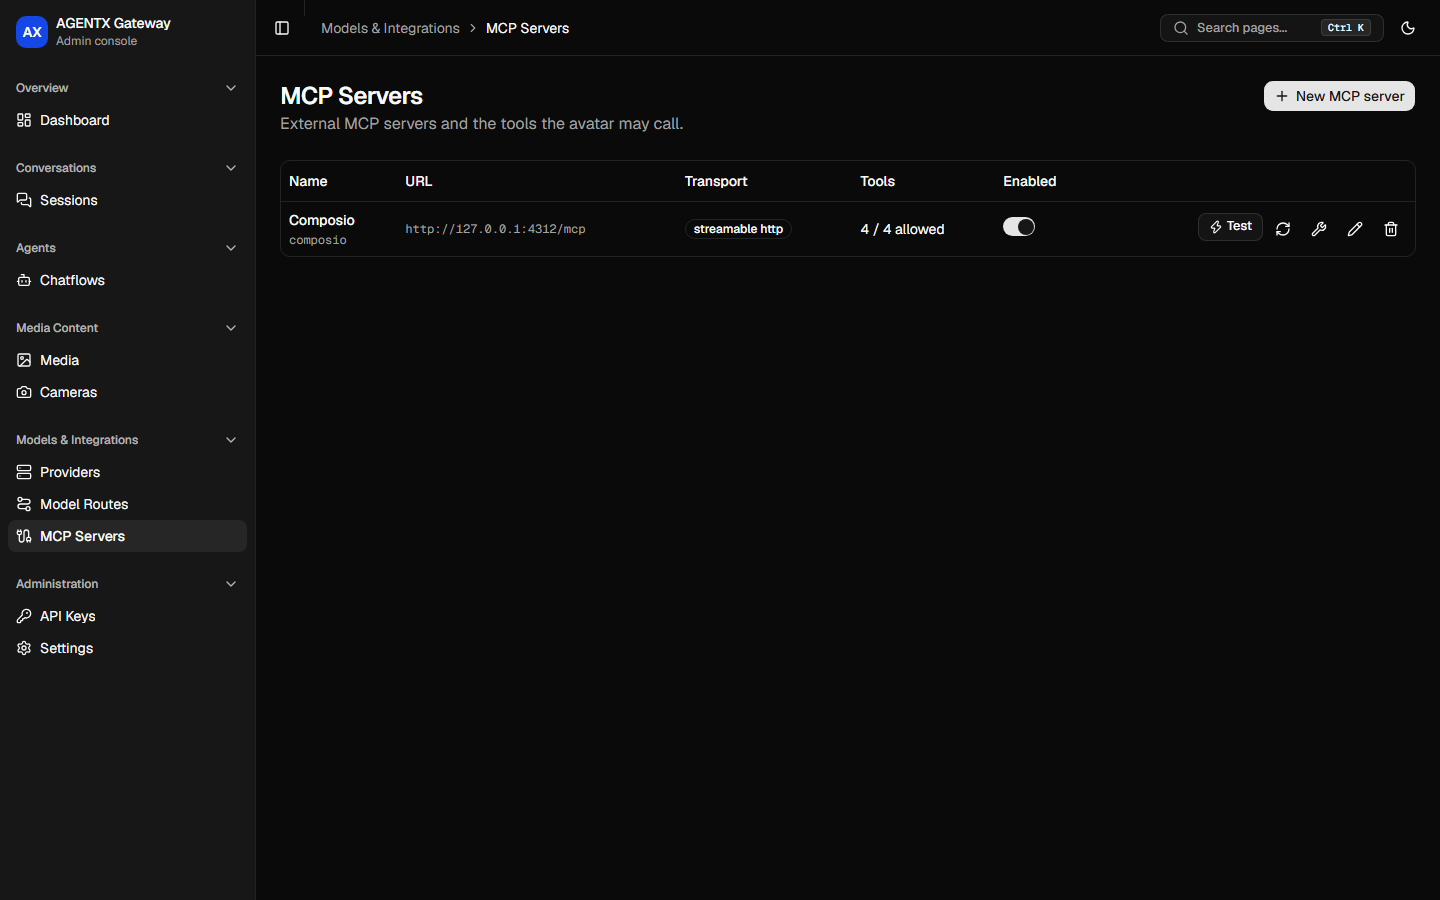 AX
AGENTX Gateway
Admin console
Overview
Dashboard
Conversations
Sessions
Agents
Chatflows
Media Content
Media
Cameras
Models & Integrations
Providers
Model Routes
MCP Servers
Administration
API Keys
Settings
Models & Integrations > MCP Servers
Search pages... Ctrl K
MCP Servers
New MCP server
External MCP servers and the tools the avatar may call.
Name URL Transport Tools Enabled
Composio
composio
http://127.0.0.1:4312/mcp
streamable http
4 / 4 allowed
Test